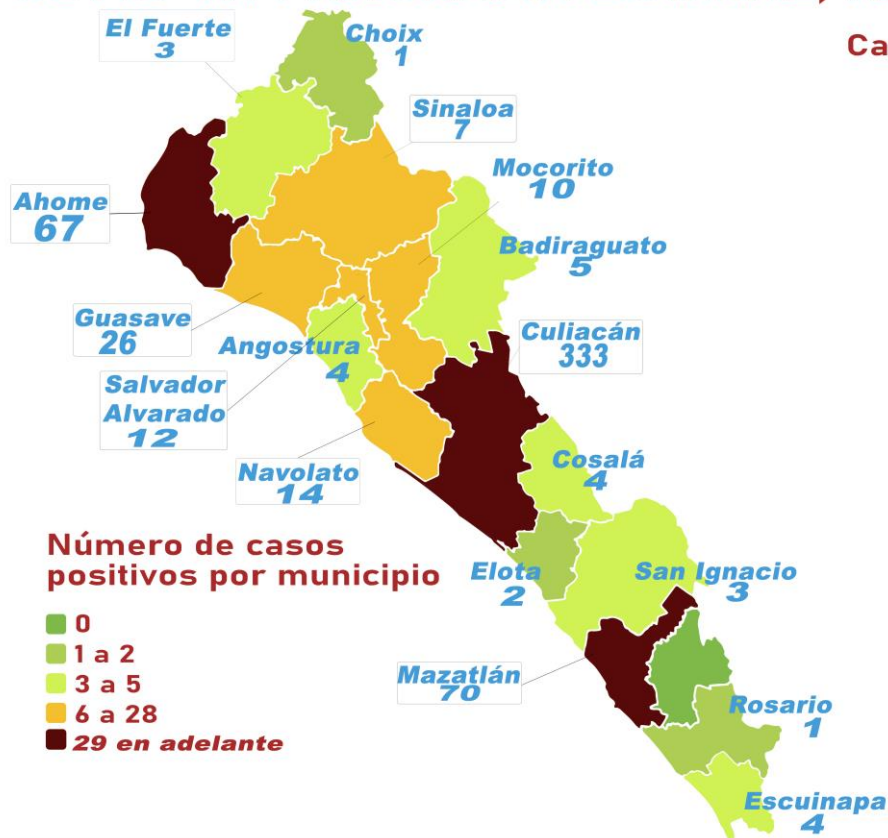 Ca
El Fuerte
3
Choix
1
Sinaloa
7
Mocorito
10
Ahome
67
Badiraguato
5
Guasave
26
Culiacán
333
Angostura
4
Salvador
Alvarado
12
Navolato
14
Cosalá
4
Elota
2
San Ignacio
3
Mazatlán
70
Rosario
1
Escuinapa
4
Número de casos
positivos por municipio
0
1 a 2
3 a 5
6 a 28
29 en adelante